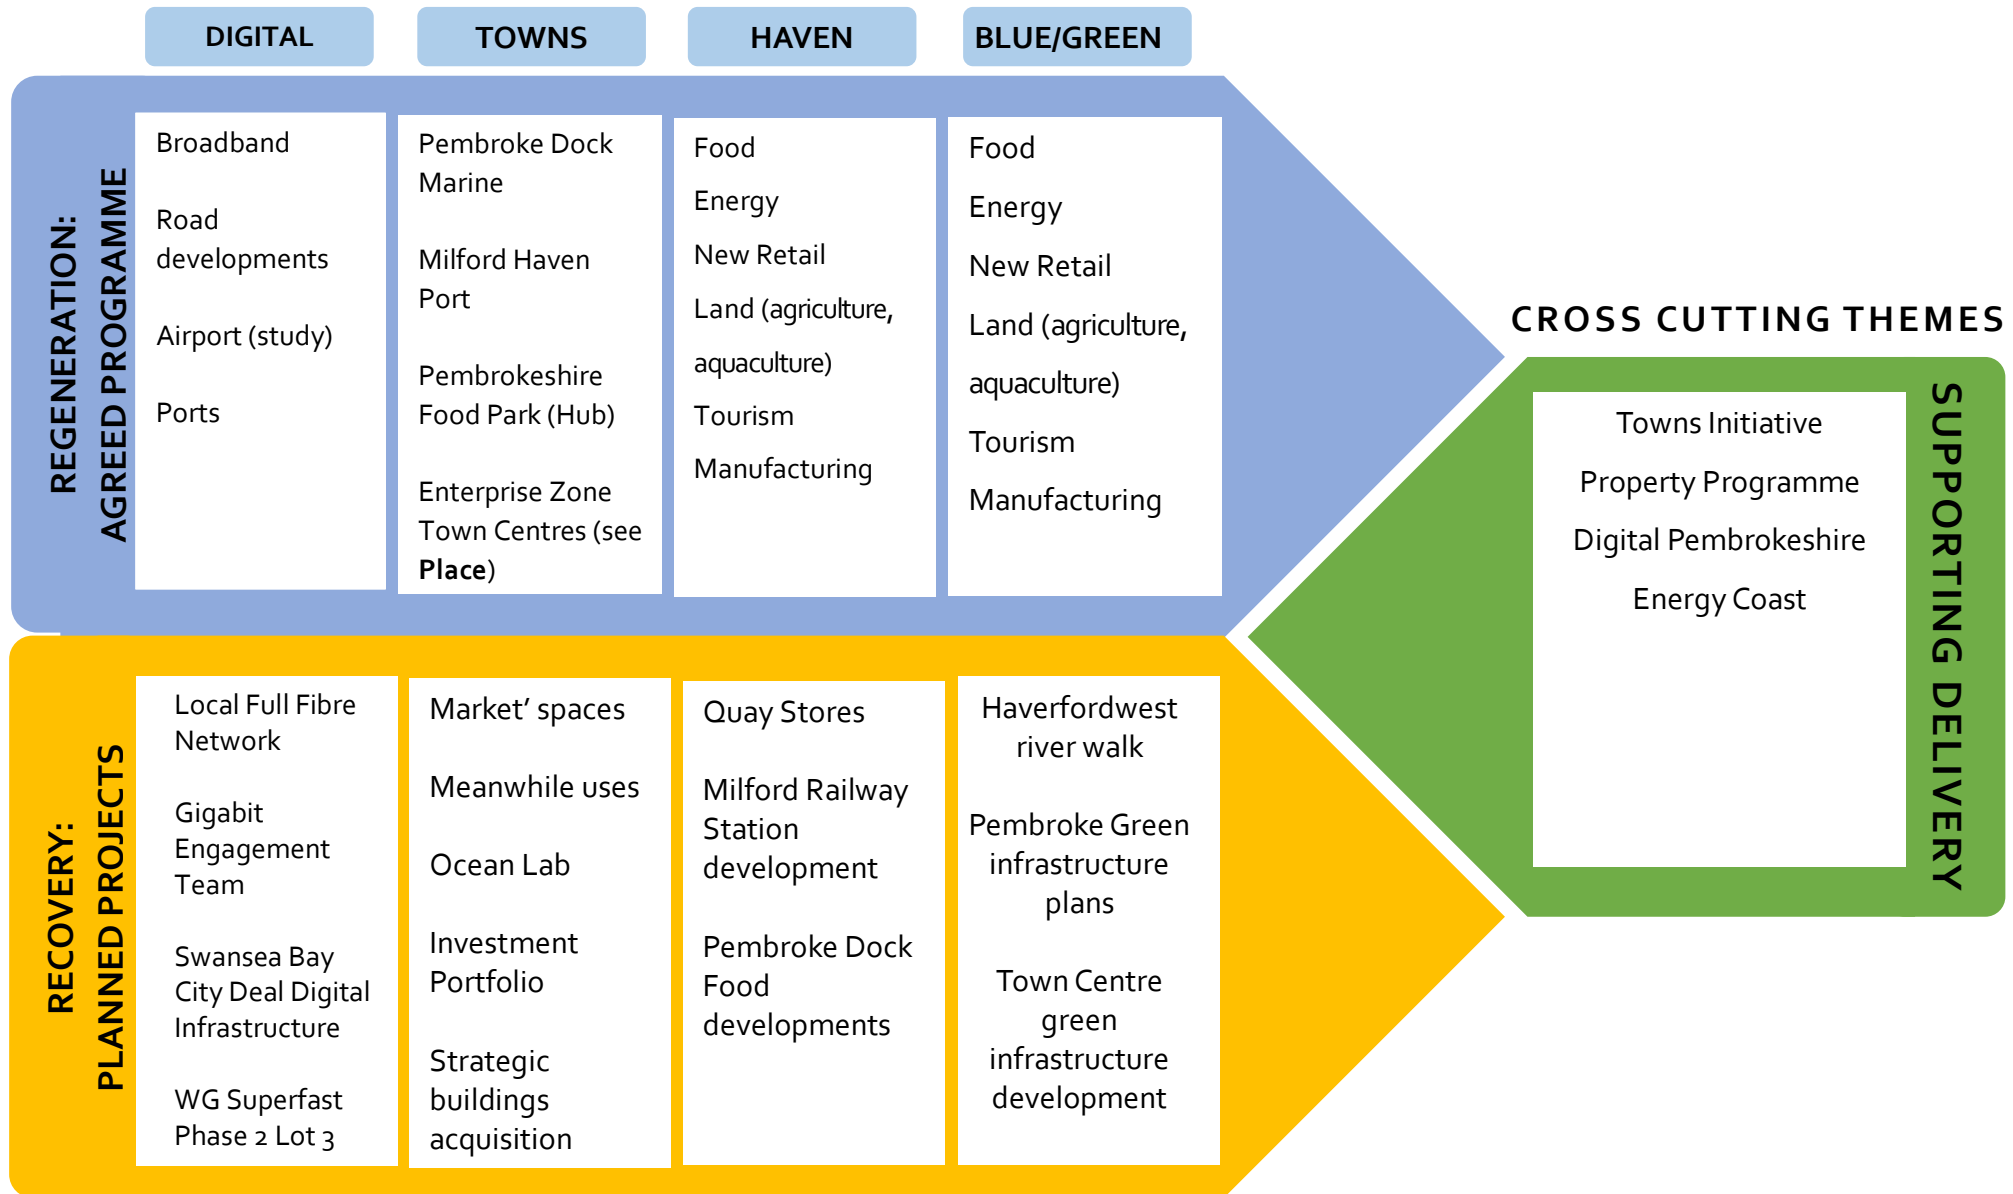 DIGITAL
TOWNS
HAVEN
BLUE/GREEN
REGENERATION:
AGREED PROGRAMME
Broadband
Road
developments
Airport (study)
Ports
Pembroke Dock
Marine
Milford Haven
Port
Pembrokeshire
Food Park (Hub)
Enterprise Zone
Town Centres (see
Place)
Food
Energy
New Retail
Land (agriculture,
aquaculture)
Tourism
Manufacturing
Food
Energy
New Retail
Land (agriculture,
aquaculture)
Tourism
Manufacturing
RECOVERY:
PLANNED PROJECTS
Local Full Fibre
Network
Gigabit
Engagement
Team
Swansea Bay
City Deal Digital
Infrastructure
WG Superfast
Phase 2 Lot 3
Market’ spaces
Meanwhile uses
Ocean Lab
Investment
Portfolio
Strategic
buildings
acquisition
Quay Stores
Milford Railway
Station
development
Pembroke Dock
Food
developments
Haverfordwest
river walk
Pembroke Green
infrastructure
plans
Town Centre
green
infrastructure
development
CROSS CUTTING THEMES
Towns Initiative
Property Programme
Digital Pembrokeshire
Energy Coast
SUPPORTING DELIVERY